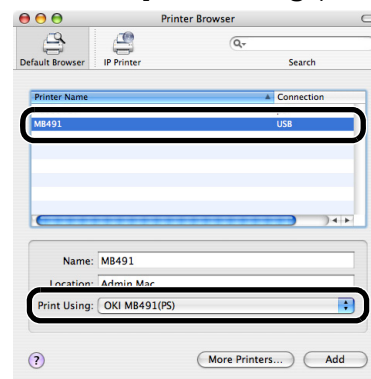 Printer Browser
Default Browser
IP Printer
Search
Printer Name
Connection
MB491
USB
Name: MB491
Location: Admin Mac
Print Using: OKI MB491(PS)
?
More Printers...
Add